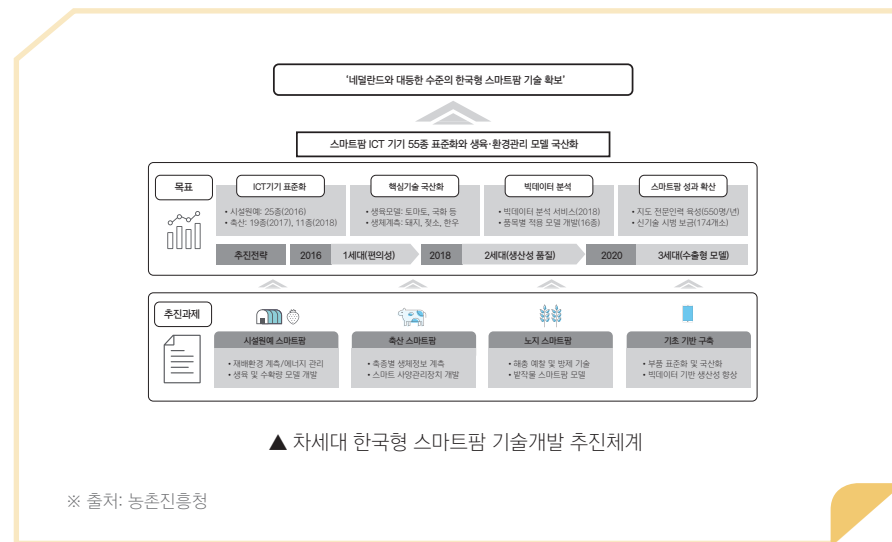 '네덜란드와 대등한 수준의 한국형 스마트팜 기술 확보'
스마트팜 ICT 기기 55종 표준화와 생육·환경관리 모델 국산화
목표
ICT기기 표준화
• 시설원예: 25종(2016)
• 축산: 19종(2017), 11종(2018)
핵심기술 국산화
• 생육모델: 토마토, 국화 등
• 생체계측: 돼지, 젖소, 한우
빅데이터 분석
• 빅데이터 분석 서비스(2018)
• 품목별 적용 모델 개발(16종)
스마트팜 성과 확산
• 지도 전문인력 육성(550명/년)
• 신기술 시범 보급(174개소)
추진전략 2016 1세대(편의성) 2018 2세대(생산성 품질) 2020 3세대(수출형 모델)
추진과제
시설원예 스마트팜
• 재배환경 계측/에너지 관리
• 생육 및 수확량 모델 개발
축산 스마트팜
• 축종별 생체정보 계측
• 스마트 사양관리장치 개발
노지 스마트팜
• 해충 예찰 및 방제 기술
• 밭작물 스마트팜 모델
기초 기반 구축
• 부품 표준화 및 국산화
• 빅데이터 기반 생산성 향상
▲ 차세대 한국형 스마트팜 기술개발 추진체계
※ 출처: 농촌진흥청